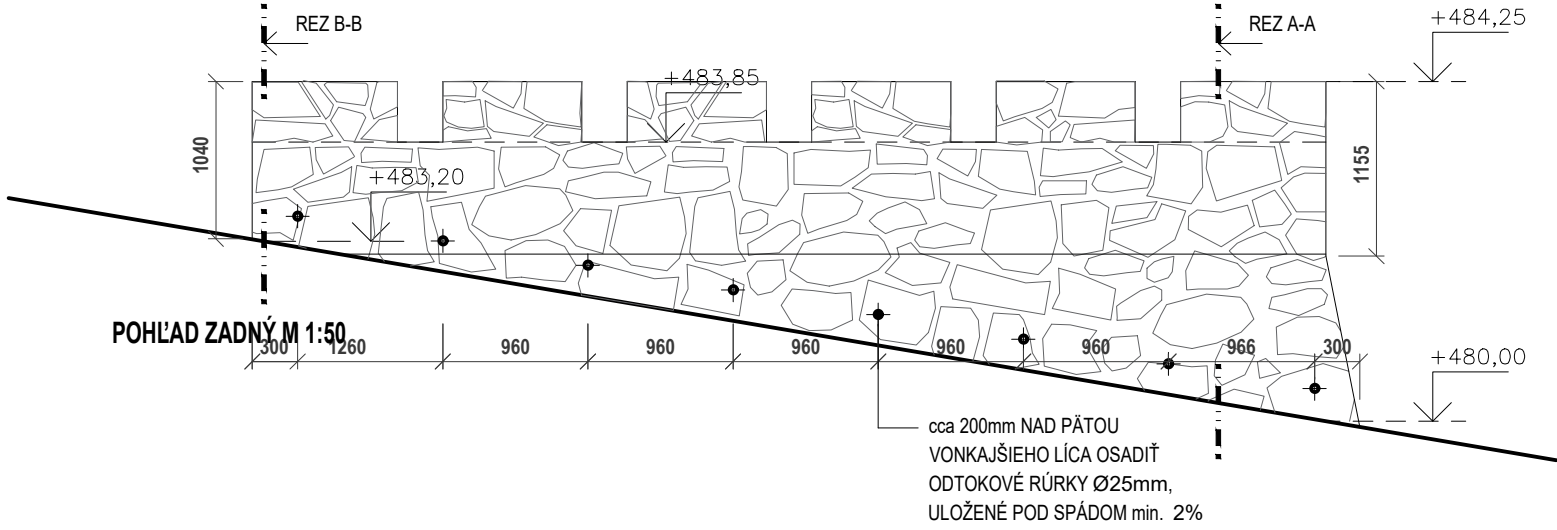 REZ B-B
REZ A-A
+484,25
+483,85
1040
+483,20
1155
POHĽAD ZADNÝ M 1:50
300 1260 960 960 960 960 960 966 300
+480,00
cca 200mm NAD PÄTOU
VONKAJŠIEHO LÍCA OSADIŤ
ODTOKOVÉ RÚRKY Ø25mm,
ULOŽENÉ POD SPÁDOM min. 2%